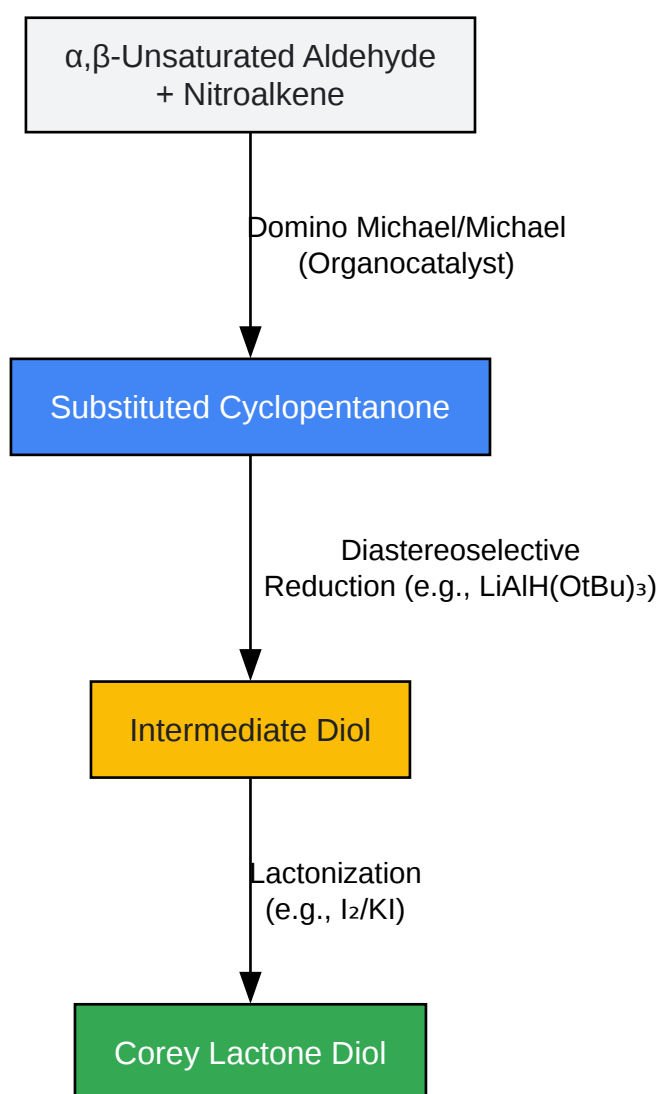 α,β-Unsaturated Aldehyde
+ Nitroalkene
Domino Michael/Michael
(Organocatalyst)
Substituted Cyclopentanone
Diastereoselective
Reduction (e.g., LiAlH(OtBu)₃)
Intermediate Diol
Lactonization
(e.g., I₂/KI)
Corey Lactone Diol